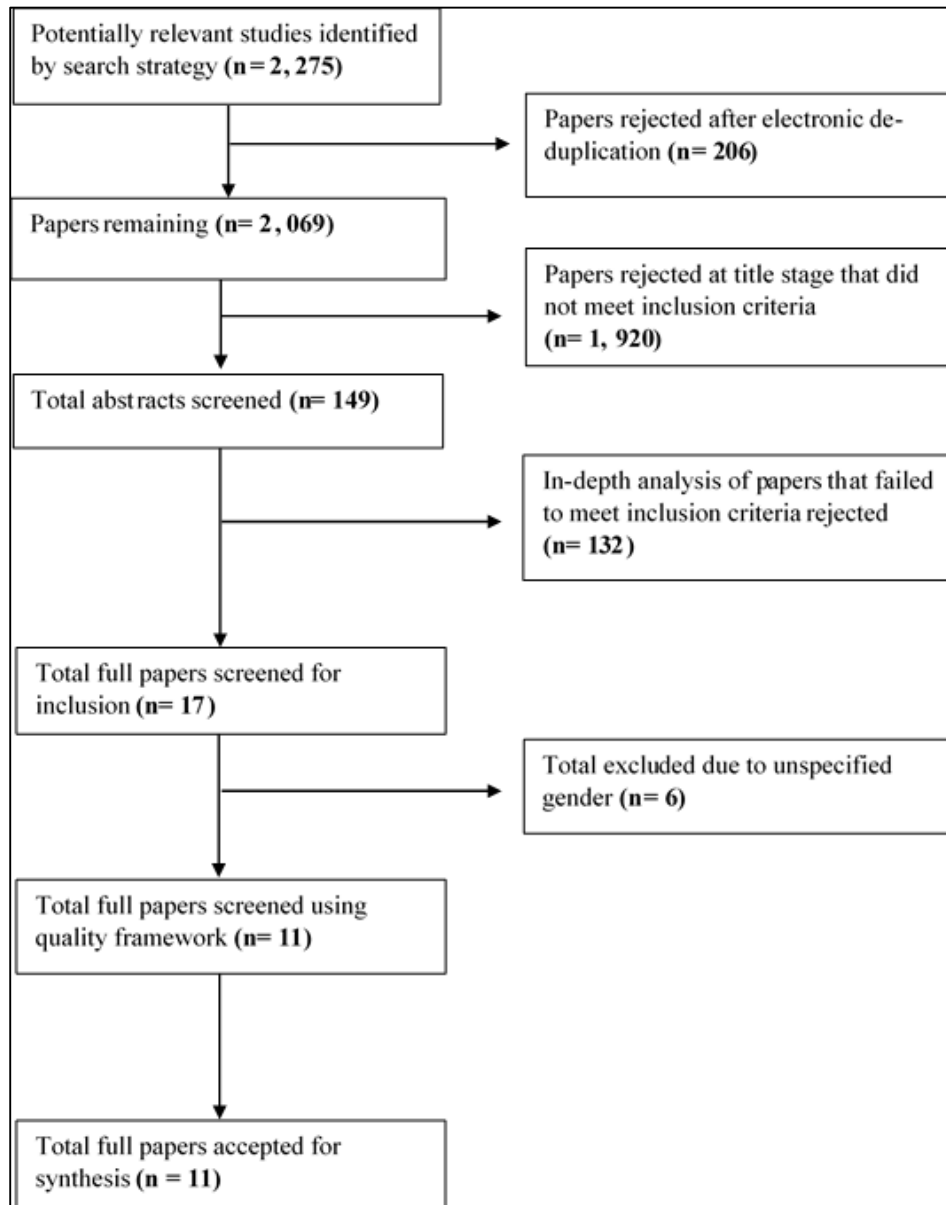 Potentially relevant studies identified
by search strategy (n= 2, 275)
Papers rejected after electronic de-
duplication (n= 206)
Papers remaining (n= 2, 069)
Papers rejected at title stage that did
not meet inclusion criteria
(n= 1, 920)
Total abstracts screened (n= 149)
In-depth analysis of papers that failed
to meet inclusion criteria rejected
(n= 132)
Total full papers screened for
inclusion (n= 17)
Total excluded due to unspecified
gender (n= 6)
Total full papers screened using
quality framework (n= 11)
Total full papers accepted for
synthesis (n = 11)